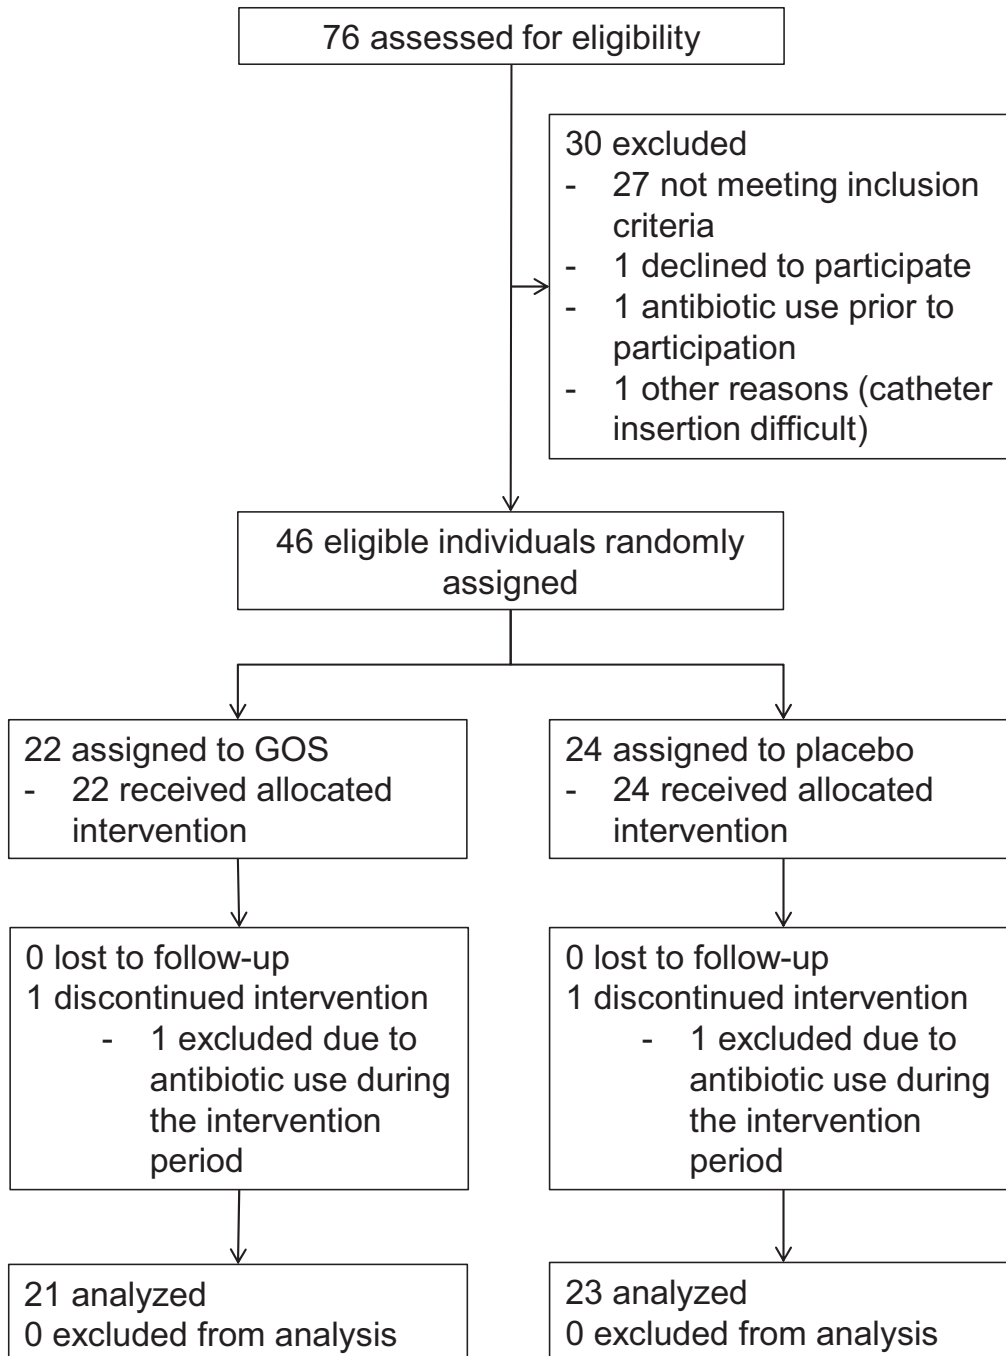 76 assessed for eligibility
30 excluded
- 27 not meeting inclusion
criteria
- 1 declined to participate
- 1 antibiotic use prior to
participation
- 1 other reasons (catheter
insertion difficult)
46 eligible individuals randomly
assigned
22 assigned to GOS
- 22 received allocated
intervention
24 assigned to placebo
- 24 received allocated
intervention
0 lost to follow-up
1 discontinued intervention
- 1 excluded due to
antibiotic use during
the intervention
period
0 lost to follow-up
1 discontinued intervention
- 1 excluded due to
antibiotic use during
the intervention
period
21 analyzed
0 excluded from analysis
23 analyzed
0 excluded from analysis